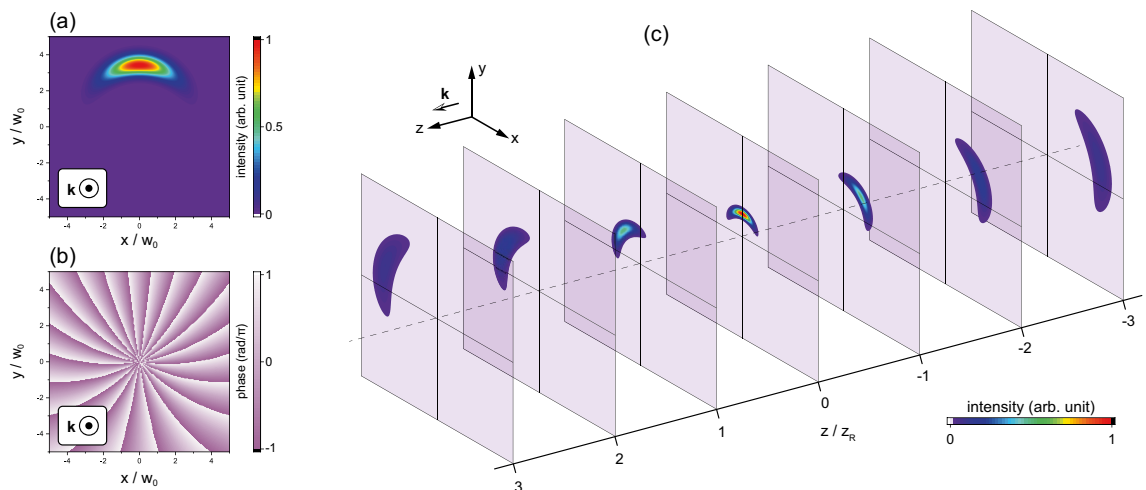 (a)
y / w0
4
2
0
-2
-4
k
-4 -2 0 2 4
x / w0
1
0.5
0
intensity (arb. unit)
(b)
y / w0
4
2
0
-2
-4
k
-4 -2 0 2 4
x / w0
1
0
-1
phase (rad/π)
(c)
y
k
z
x
3
2
1
0
-1
-2
-3
z / zR
intensity (arb. unit)
0 1